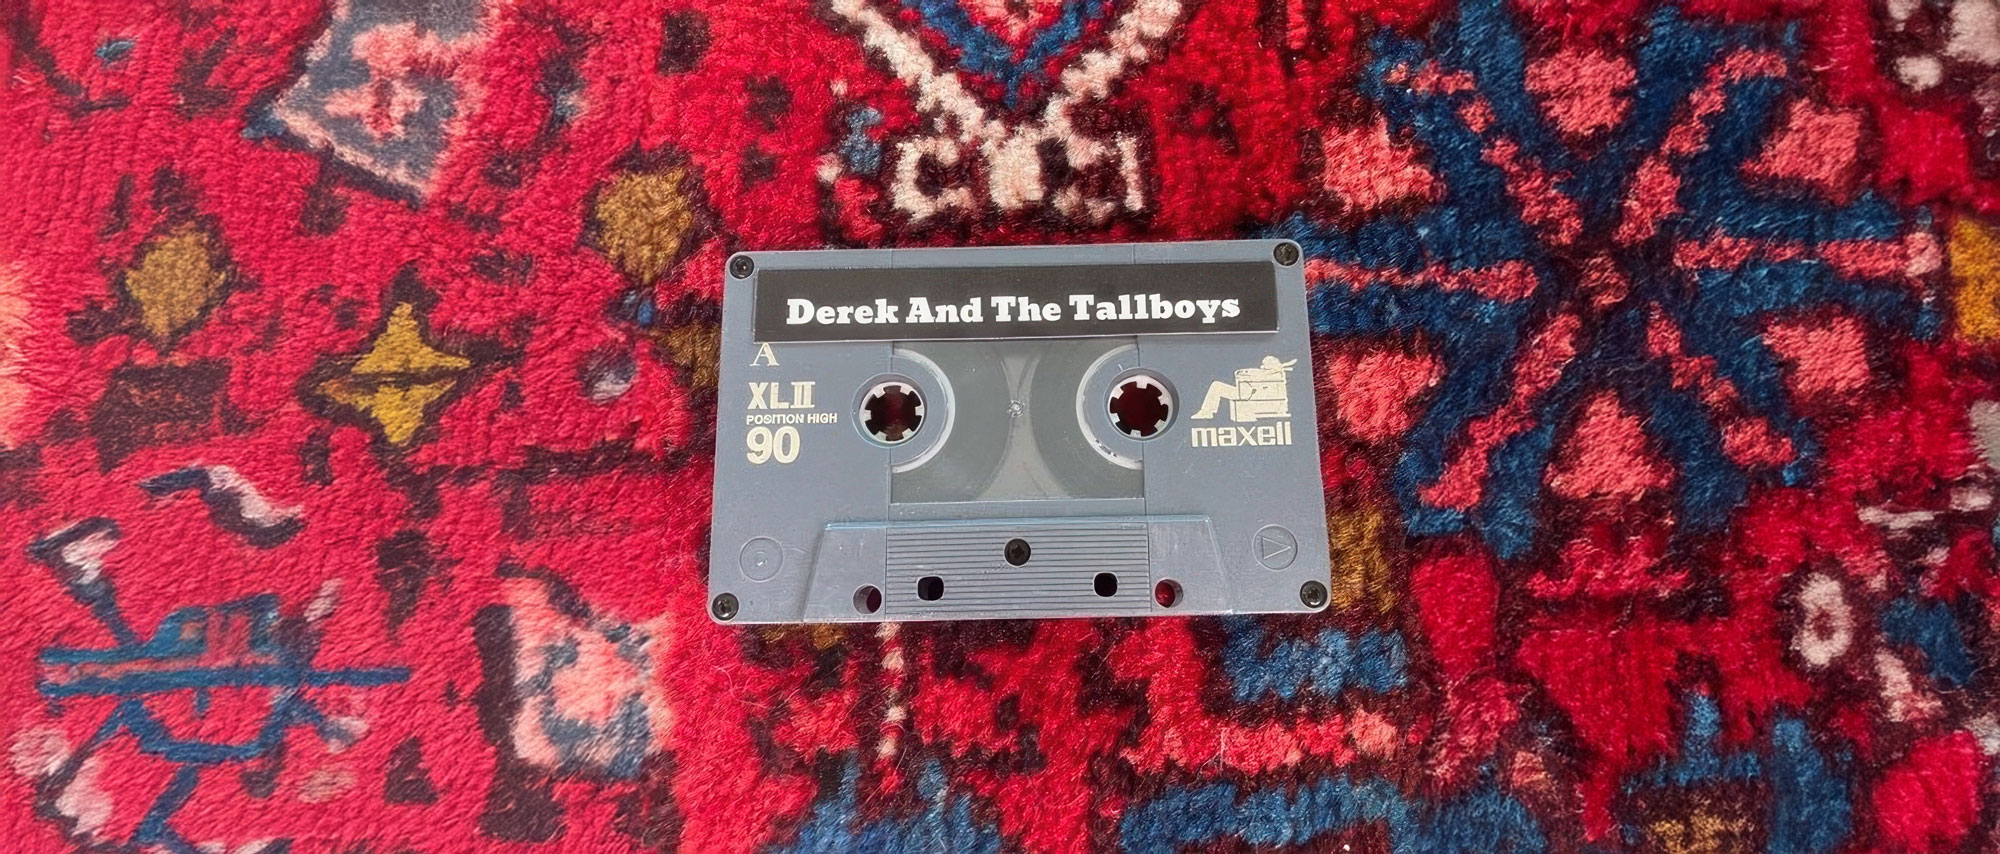 Derek And The Tallboys
A
XLII
POSITION HIGH
90
maxell